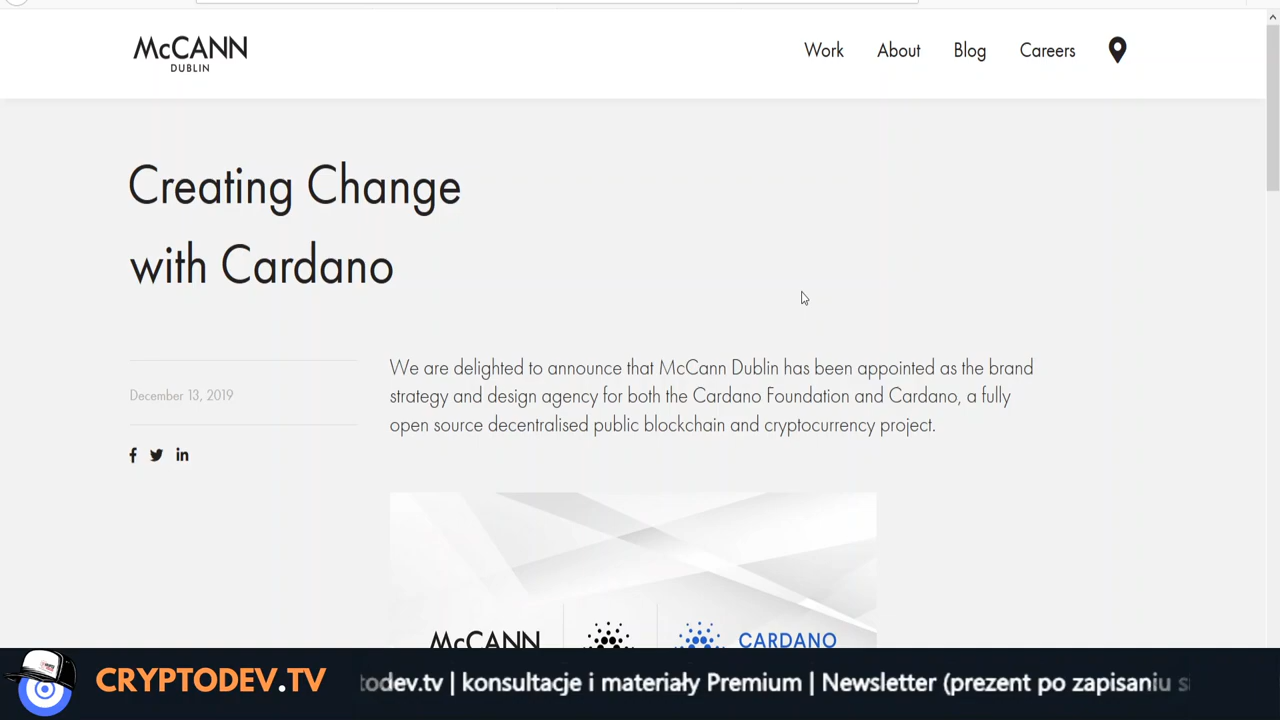 McCANN
DUBLIN
Work About Blog Careers
Creating Change
with Cardano
We are delighted to announce that McCann Dublin has been appointed as the brand
strategy and design agency for both the Cardano Foundation and Cardano, a fully
open source decentralised public blockchain and cryptocurrency project.
December 13, 2019
McCANN
CARDANO
CRYPTODEV.TV
todev.tv | konsultacje i materiały Premium | Newsletter (prezent po zapisaniu